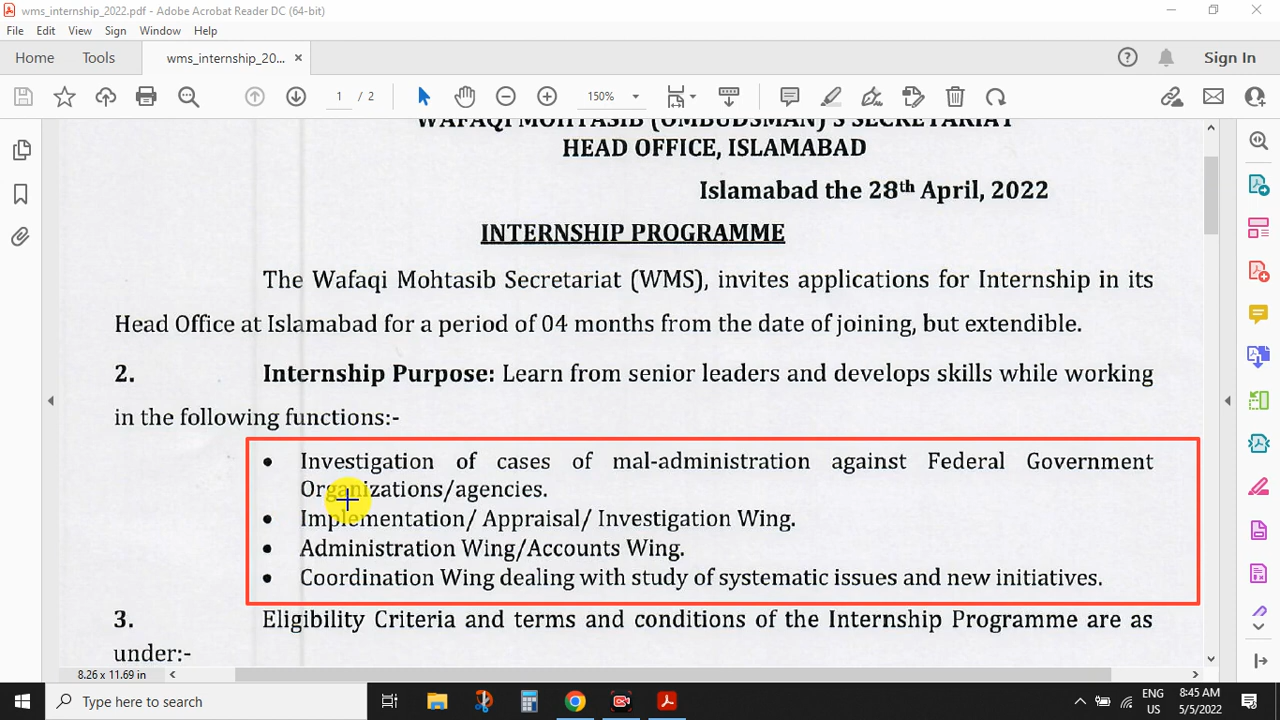 wms_internship_2022.pdf - Adobe Acrobat Reader DC (64-bit)
File Edit View Sign Window Help
Home Tools wms_internship_20... × Sign In
1 / 2 150%
WAFAQI MOHTASIB (OMBUDSMAN)'S SECRETARIAT
HEAD OFFICE, ISLAMABAD
Islamabad the 28th April, 2022
INTERNSHIP PROGRAMME
The Wafaqi Mohtasib Secretariat (WMS), invites applications for Internship in its
Head Office at Islamabad for a period of 04 months from the date of joining, but extendible.
2. Internship Purpose: Learn from senior leaders and develops skills while working
in the following functions:-
• Investigation of cases of mal-administration against Federal Government
Organizations/agencies.
• Implementation/ Appraisal/ Investigation Wing.
• Administration Wing/Accounts Wing.
• Coordination Wing dealing with study of systematic issues and new initiatives.
3. Eligibility Criteria and terms and conditions of the Internship Programme are as
under:-
8.26 x 11.69 in
Type here to search
ENG
US
8:45 AM
5/5/2022